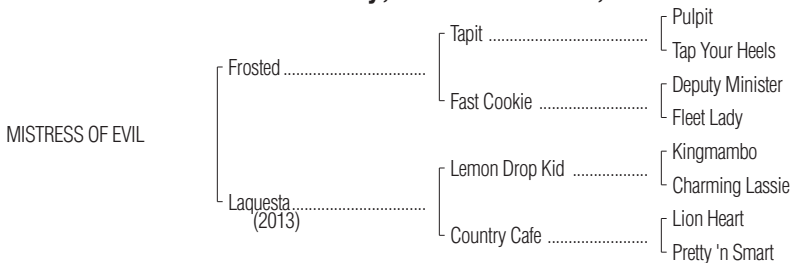 Pulpit
Tapit ........................................
Tap Your Heels
Frosted ...................................
Deputy Minister
Fast Cookie ...........................
Fleet Lady
MISTRESS OF EVIL
Kingmambo
Lemon Drop Kid ...................
Charming Lassie
Laquesta .................................
(2013)
Lion Heart
Country Cafe .........................
Pretty 'n Smart